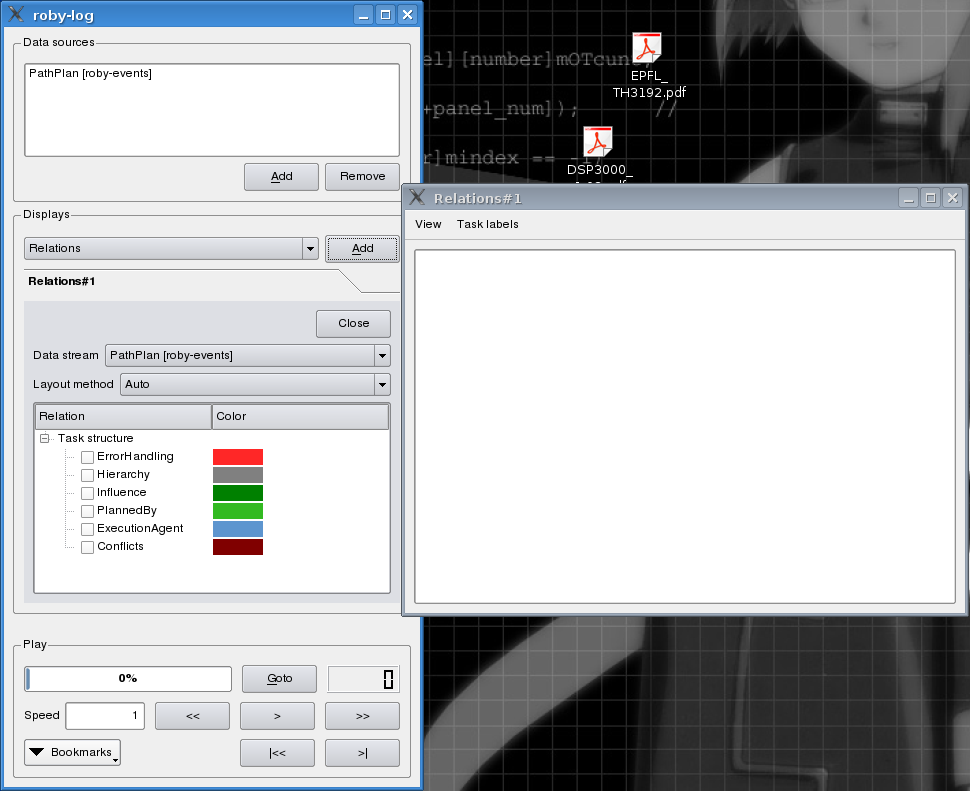 roby-log
Data sources
PathPlan [roby-events]
Add
Remove
Displays
Relations
Add
Relations#1
Close
Data stream
PathPlan [roby-events]
Layout method
Auto
Relation
Color
Task structure
ErrorHandling
Hierarchy
Influence
PlannedBy
ExecutionAgent
Conflicts
Play
0%
Goto
0
Speed
1
<<
>
>>
Bookmarks
|<<
>|
el][number]mOTcun
+panel_num]); //
r]mindex ==
EPFL_
TH3192.pdf
DSP3000_
Relations#1
View
Task labels